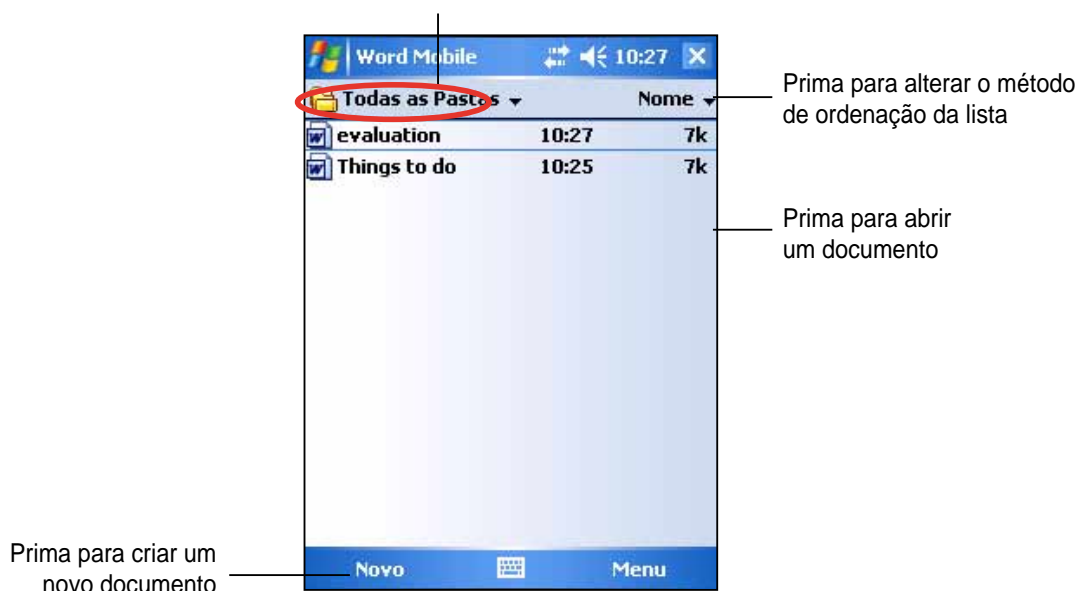 Word Mobile 10:27
Todas as Pastas Nome
evaluation 10:27 7k
Things to do 10:25 7k
Prima para alterar o método
de ordenação da lista
Prima para abrir
um documento
Prima para criar um
novo documento
Novo Menu